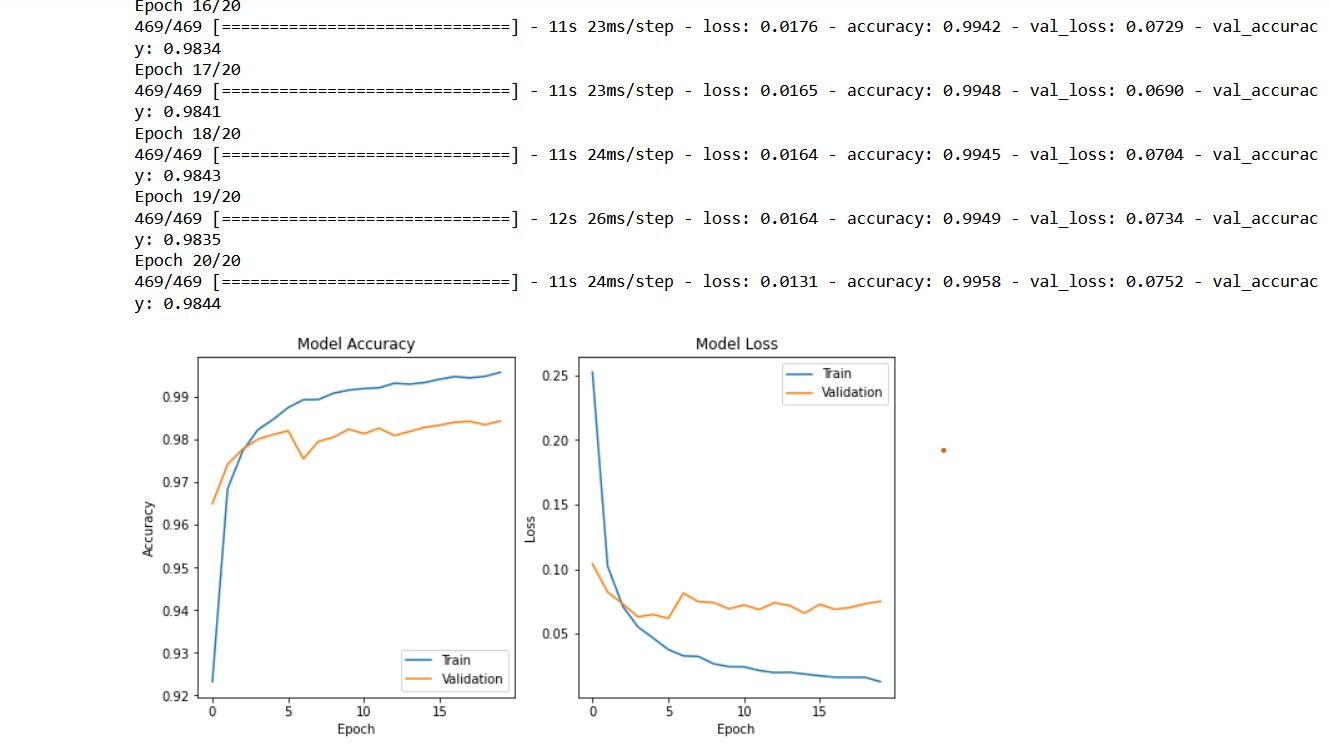 Epoch 16/20
469/469 [==============================] - 11s 23ms/step - loss: 0.0176 - accuracy: 0.9942 - val_loss: 0.0729 - val_accurac
y: 0.9834
Epoch 17/20
469/469 [==============================] - 11s 23ms/step - loss: 0.0165 - accuracy: 0.9948 - val_loss: 0.0690 - val_accurac
y: 0.9841
Epoch 18/20
469/469 [==============================] - 11s 24ms/step - loss: 0.0164 - accuracy: 0.9945 - val_loss: 0.0704 - val_accurac
y: 0.9843
Epoch 19/20
469/469 [==============================] - 12s 26ms/step - loss: 0.0164 - accuracy: 0.9949 - val_loss: 0.0734 - val_accurac
y: 0.9835
Epoch 20/20
469/469 [==============================] - 11s 24ms/step - loss: 0.0131 - accuracy: 0.9958 - val_loss: 0.0752 - val_accurac
y: 0.9844
Model Accuracy
0.99
0.98
0.97
0.96
0.95
0.94
0.93
0.92
Accuracy
Train
Validation
0 5 10 15
Epoch
Model Loss
Train
Validation
0.25
0.20
0.15
0.10
0.05
Loss
0 5 10 15
Epoch